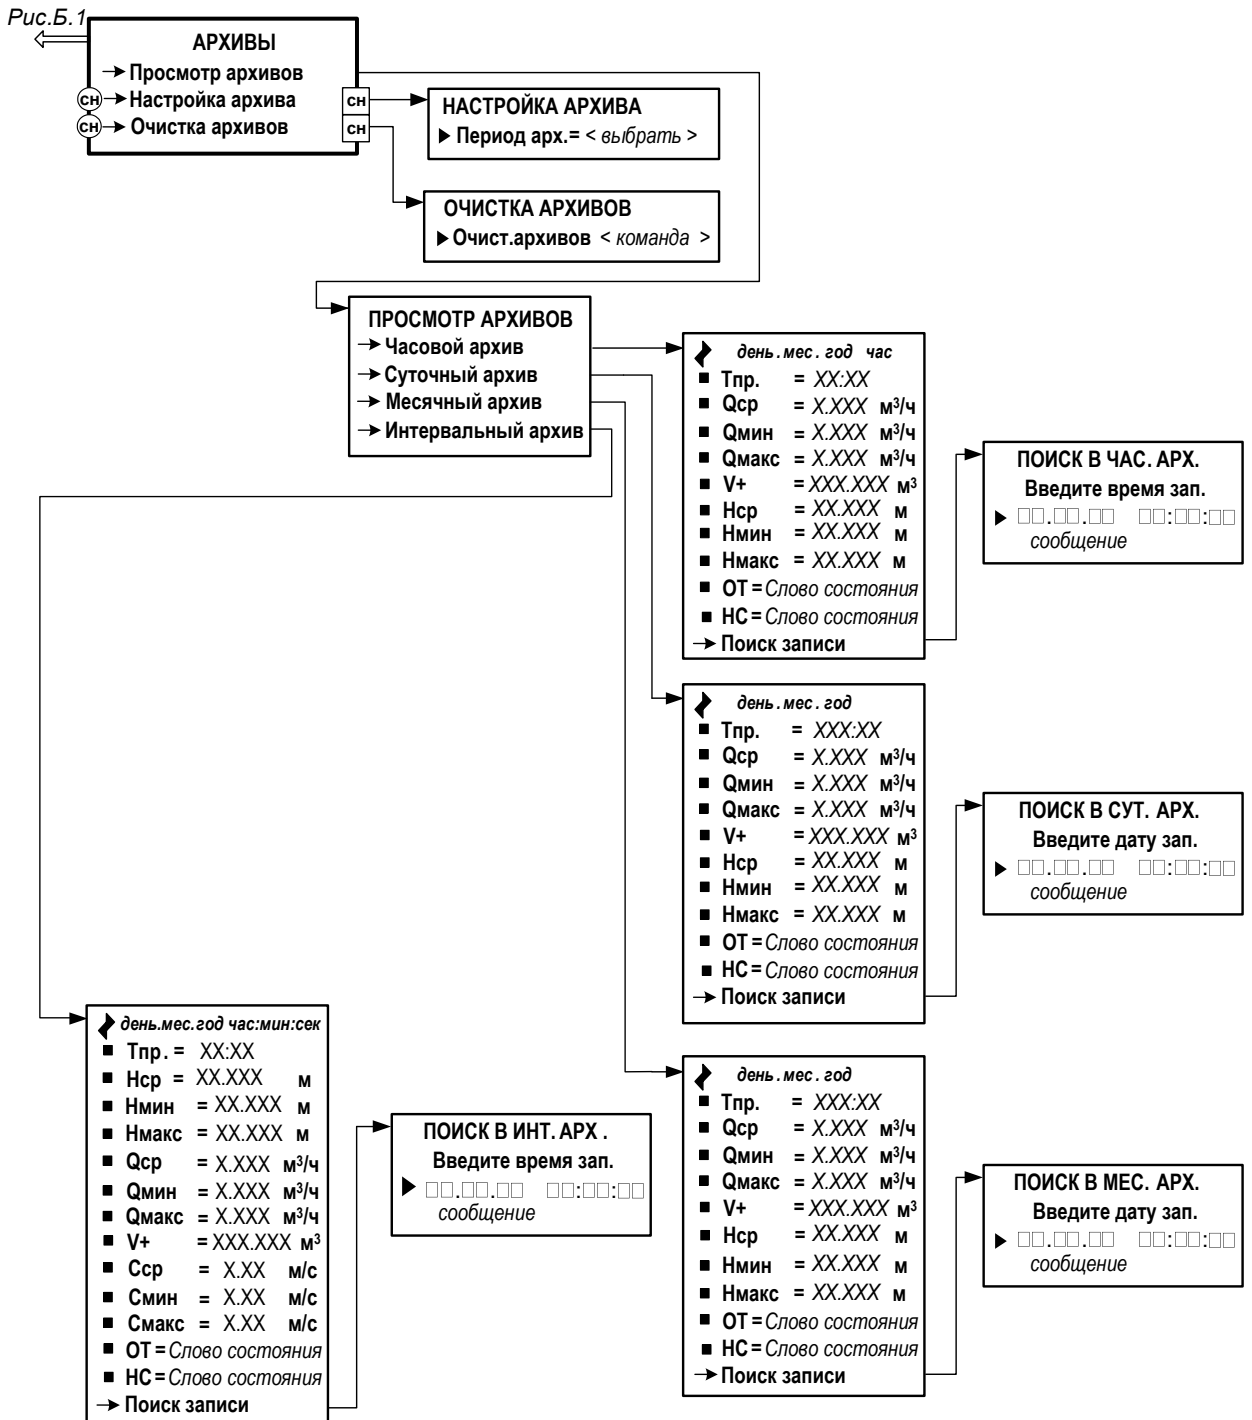 Рис.Б.1
АРХИВЫ
Просмотр архивов
сн Настройка архива сн
сн Очистка архивов сн
НАСТРОЙКА АРХИВА
Период арх.= < выбрать >
ОЧИСТКА АРХИВОВ
Очист.архивов < команда >
ПРОСМОТР АРХИВОВ
Часовой архив
Суточный архив
Месячный архив
Интервальный архив
день.мес.год час
Тпр. = XX:XX
Qср = X.XXX м³/ч
Qмин = X.XXX м³/ч
Qмакс = X.XXX м³/ч
V+ =XXX.XXX м³
Нср = XX.XXX м
Нмин = XX.XXX м
Нмакс = XX.XXX м
ОТ=Слово состояния
НС=Слово состояния
Поиск записи
ПОИСК В ЧАС. АРХ.
Введите время зап.
□□.□□.□□ □□:□□:□□
сообщение
день.мес.год
Тпр. = XXX:XX
Qср = X.XXX м³/ч
Qмин = X.XXX м³/ч
Qмакс = X.XXX м³/ч
V+ =XXX.XXX м³
Нср = XX.XXX м
Нмин = XX.XXX м
Нмакс = XX.XXX м
ОТ=Слово состояния
НС=Слово состояния
Поиск записи
ПОИСК В СУТ. АРХ.
Введите дату зап.
□□.□□.□□ □□:□□:□□
сообщение
день.мес.год
Тпр. = XXX:XX
Qср = X.XXX м³/ч
Qмин = X.XXX м³/ч
Qмакс = X.XXX м³/ч
V+ =XXX.XXX м³
Нср = XX.XXX м
Нмин = XX.XXX м
Нмакс = XX.XXX м
ОТ=Слово состояния
НС=Слово состояния
Поиск записи
ПОИСК В МЕС. АРХ.
Введите дату зап.
□□.□□.□□ □□:□□:□□
сообщение
день.мес.год час:мин:сек
Тпр. = XX:XX
Нср = XX.XXX м
Нмин = XX.XXX м
Нмакс = XX.XXX м
Qср = X.XXX м³/ч
Qмин = X.XXX м³/ч
Qмакс = X.XXX м³/ч
V+ =XXX.XXX м³
Сср = X.XX м/с
Смин = X.XX м/с
Смакс = X.XX м/с
ОТ=Слово состояния
НС=Слово состояния
Поиск записи
ПОИСК В ИНТ. АРХ .
Введите время зап.
□□.□□.□□ □□:□□:□□
сообщение